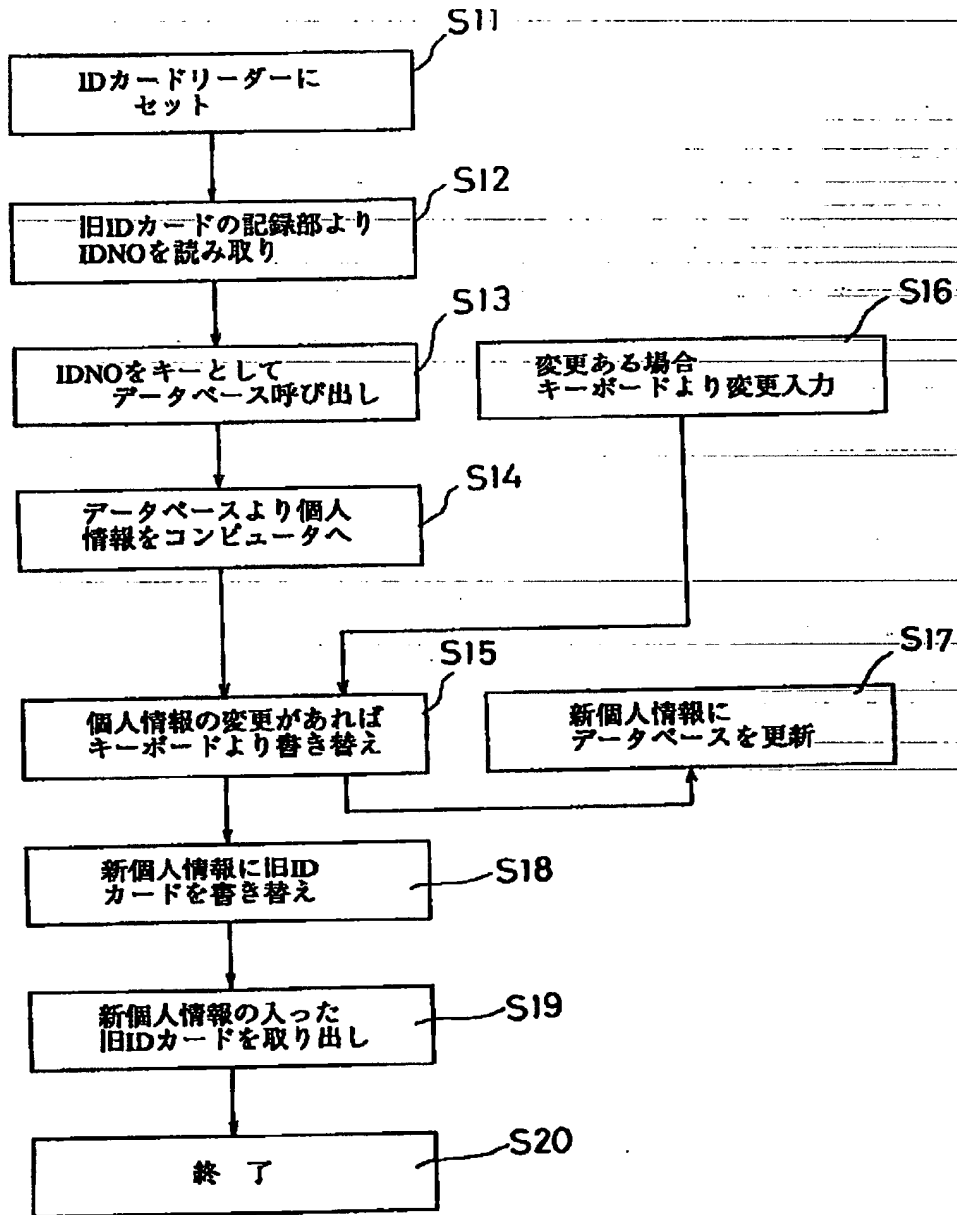 S11
IDカードリーダーに
セット
S12
旧IDカードの記録部より
IDNOを読み取り
S13
IDNOをキーとして
データベース呼び出し
S16
変更ある場合
キーボードより変更入力
S14
データベースより個人
情報をコンピュータへ
S15
個人情報の変更があれば
キーボードより書き替え
S17
新個人情報に
データベースを更新
S18
新個人情報に旧ID
カードを書き替え
S19
新個人情報の入った
旧IDカードを取り出し
S20
終 了